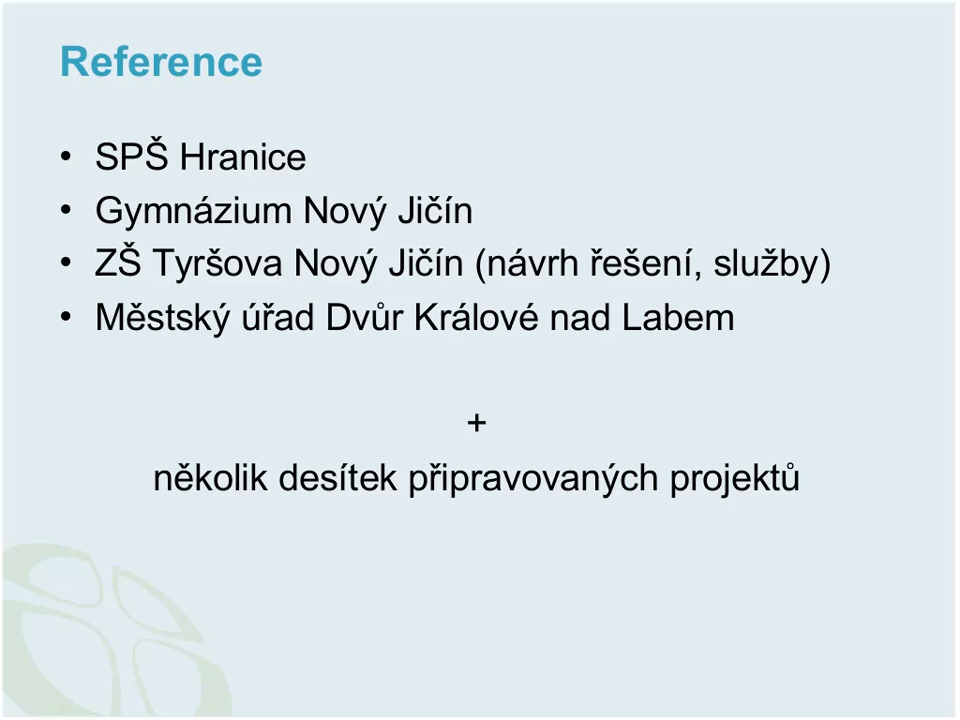 Reference
• SPŠ Hranice
• Gymnázium Nový Jičín
• ZŠ Tyršova Nový Jičín (návrh řešení, služby)
• Městský úřad Dvůr Králové nad Labem
+
několik desítek připravovaných projektů